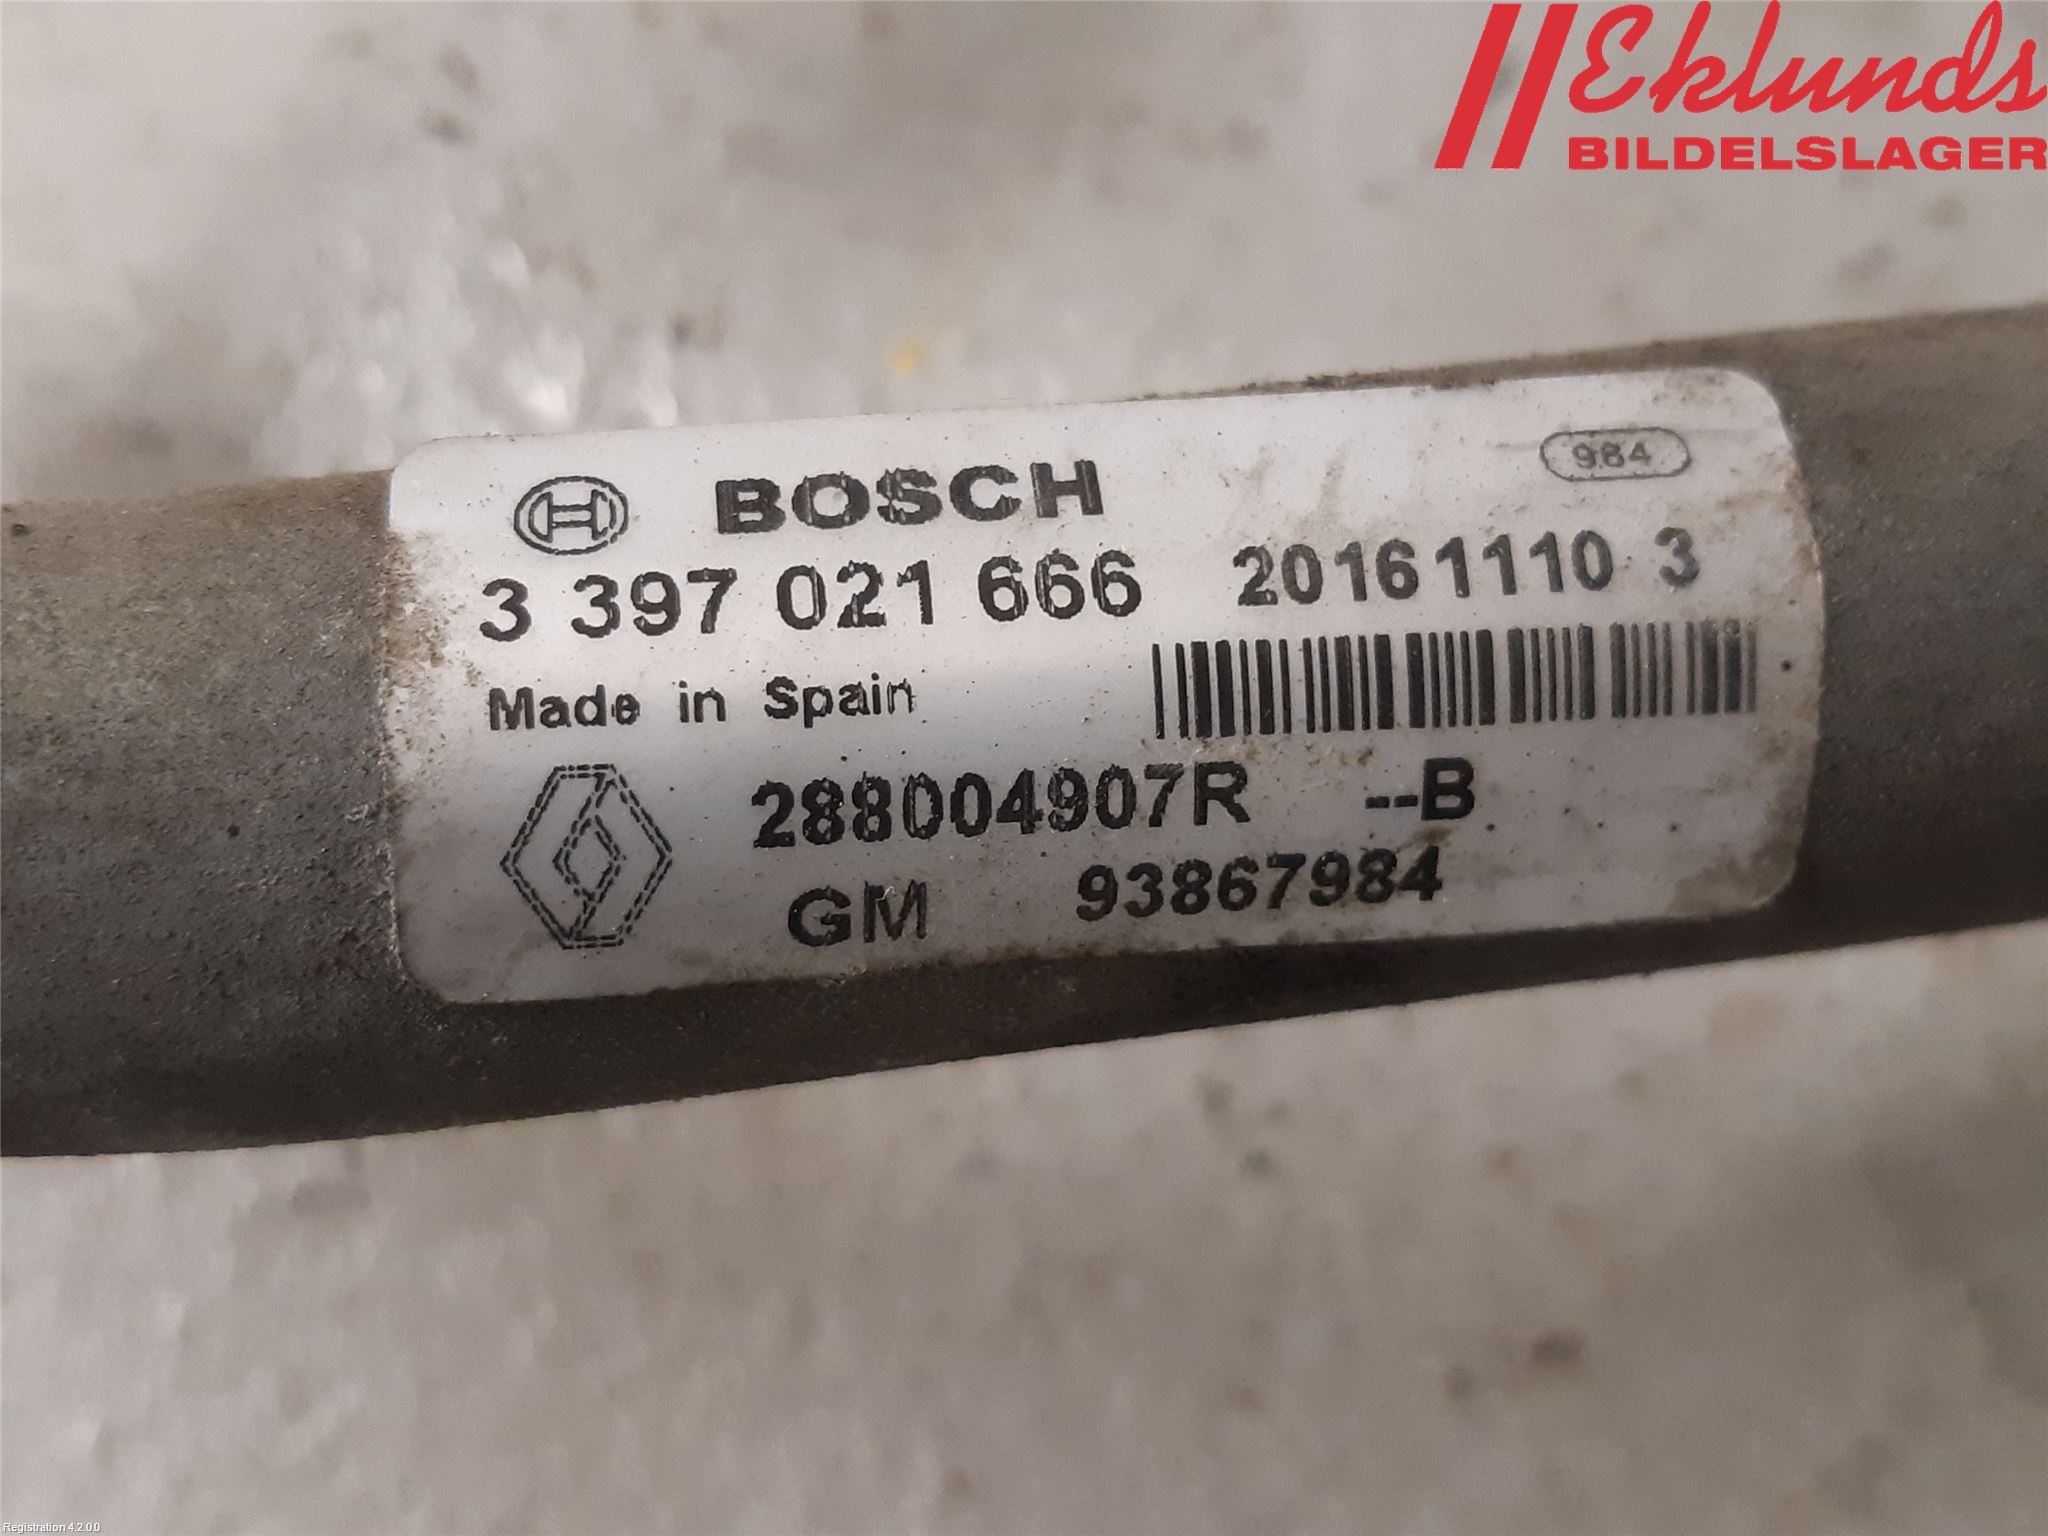 Eklunds
BILDELSLAGER
984
BOSCH
3 397 021 666 20161110 3
Made in Spain
288004907R --B
GM 93867984
Registration 4.2.0.0